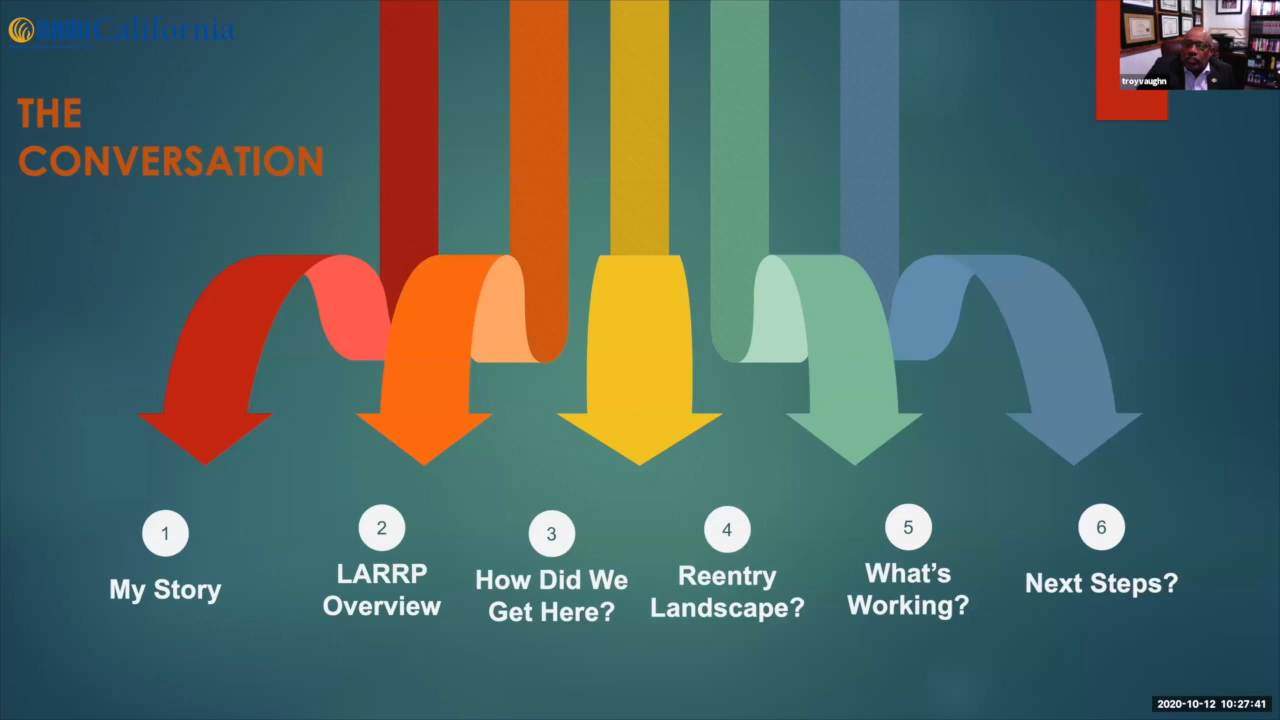 California
THE
CONVERSATION
troyvaughn
1
My Story
2
LARRP
Overview
3
How Did We
Get Here?
4
Reentry
Landscape?
5
What’s
Working?
6
Next Steps?
2020-10-12 10:27:41